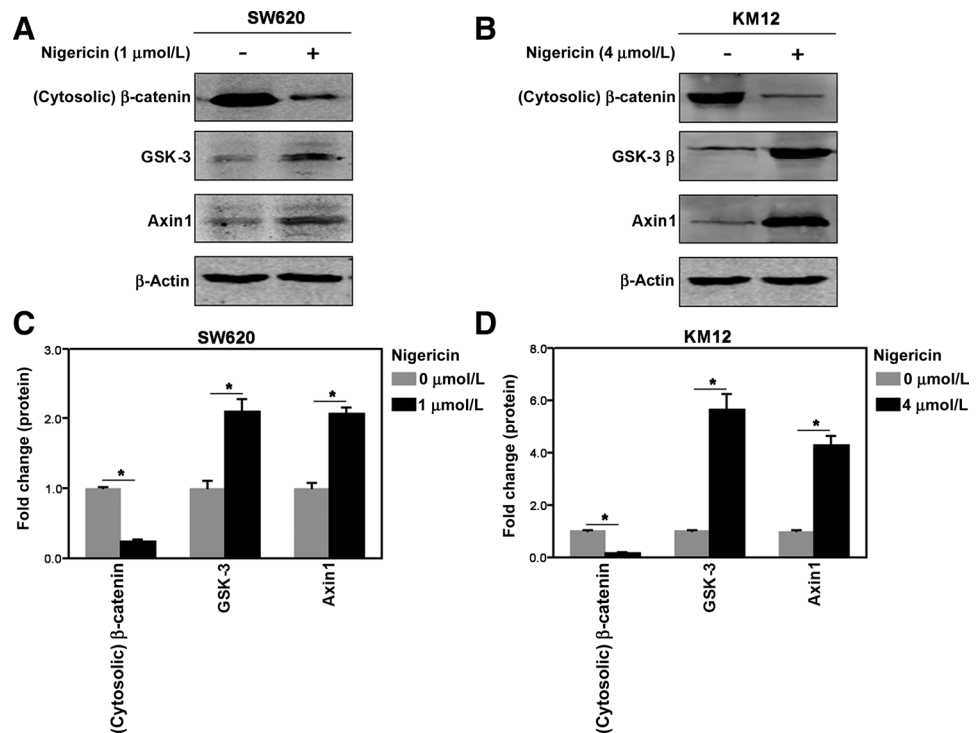 A
SW620
Nigericin (1 μmol/L) - +
(Cytosolic) β-catenin
GSK-3
Axin1
β-Actin
B
KM12
Nigericin (4 μmol/L) - +
(Cytosolic) β-catenin
GSK-3 β
Axin1
β-Actin
C
SW620
Fold change (protein)
3.0
2.0
1.0
0.0
*
*
*
(Cytosolic) β-catenin
GSK-3
Axin1
Nigericin
0 μmol/L
1 μmol/L
D
KM12
Fold change (protein)
8.0
6.0
4.0
2.0
0.0
*
*
*
(Cytosolic) β-catenin
GSK-3
Axin1
Nigericin
0 μmol/L
4 μmol/L